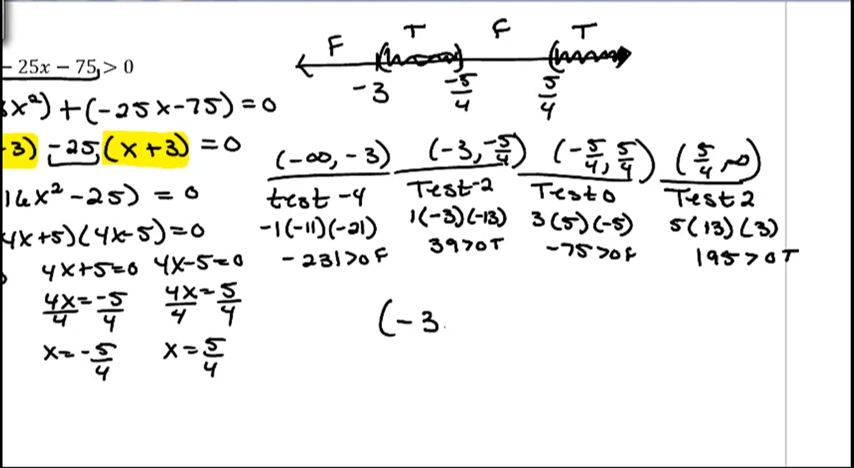 F T F T
− 25x − 75 > 0
-3 -5/4 5/4
x²) + (-25x-75) = 0
3) -25 (x+3) = 0
(-∞, -3) (-3, -5/4) (-5/4, 5/4) (5/4, ∞)
16x² -25) = 0
test -4 Test-2 Test 0 Test 2
4x+5)(4x-5)=0
-1(-11)(-21) 1(-3)(-13) 3(5)(-5) 5(13)(3)
-231>0 F 39>0 T -75>0 F 195>0 T
4x+5=0 4x-5=0
4x/4=-5/4 4x/4=5/4
(-3
x=-5/4 x=5/4